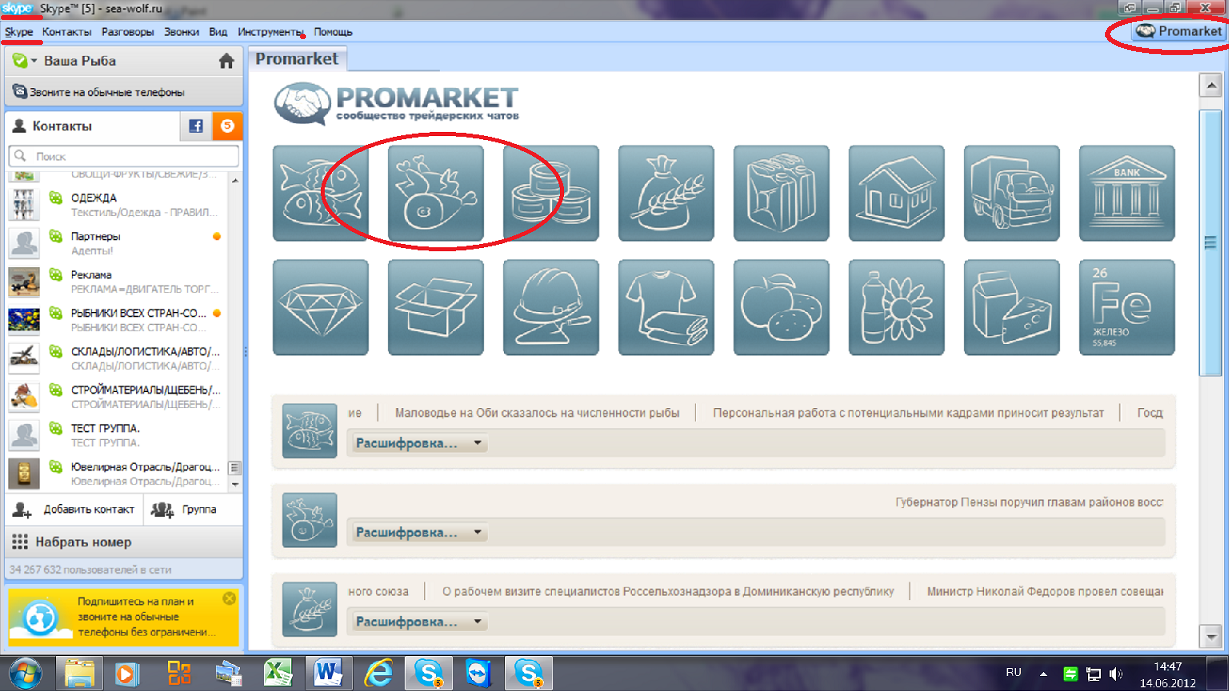 skype Skype™ [5] - sea-wolf.ru
Skype Контакты Разговоры Звонки Вид Инструменты Помощь
Promarket
Ваша Рыба
Звоните на обычные телефоны
Контакты
5
Поиск
ОВОЩИ-ФРУКТЫ/СВЕЖИЕ/З...
ОДЕЖДА
Текстиль/Одежда - ПРАВИЛ...
Партнеры
Адепты!
Реклама
РЕКЛАМА=ДВИГАТЕЛЬ ТОРГ...
РЫБНИКИ ВСЕХ СТРАН-СО...
РЫБНИКИ ВСЕХ СТРАН-СО...
СКЛАДЫ/ЛОГИСТИКА/АВТО/...
СКЛАДЫ/ЛОГИСТИКА/АВТО/...
СТРОЙМАТЕРИАЛЫ/ЩЕБЕНЬ/...
СТРОЙМАТЕРИАЛЫ/ЩЕБЕНЬ/...
ТЕСТ ГРУППА.
ТЕСТ ГРУППА.
Ювелирная Отрасль/Драгоц...
Ювелирная Отрасль/Драгоц...
Добавить контакт Группа
Набрать номер
34 267 632 пользователей в сети
Подпишитесь на план и
звоните на обычные
телефоны без ограничени...
Promarket
PROMARKET
сообщество трейдерских чатов
BANK
26
Fe
ЖЕЛЕЗО
55,845
ие | Маловодье на Оби сказалось на численности рыбы | Персональная работа с потенциальными кадрами приносит результат | Госд
Расшифровка...
Губернатор Пензы поручил главам районов восст
Расшифровка...
ного союза | О рабочем визите специалистов Россельхознадзора в Доминиканскую республику | Министр Николай Федоров провел совещан
Расшифровка...
RU
14:47
14.06.2012